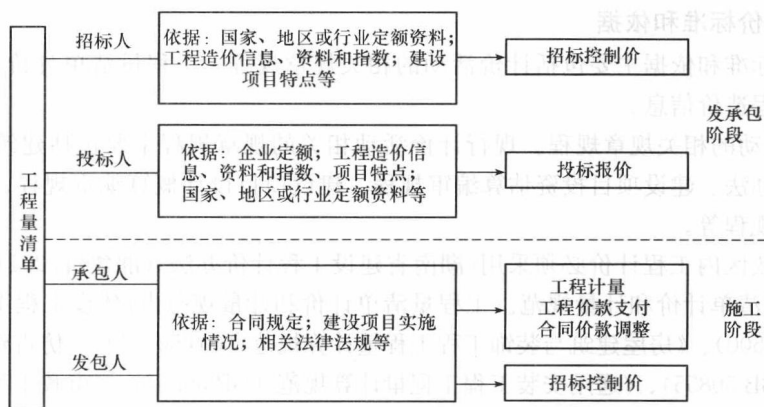 价标准和依据
招标人
依据：国家、地区或行业定额资料；
工程造价信息、资料和指数；建设
项目特点等
招标控制价
发承包
阶段
投标人
依据：企业定额；工程造价信
息、资料和指数、项目特点；
国家、地区或行业定额资料等
投标报价
工程量清单
承包人
发包人
依据：合同规定；建设项目实施
情况；相关法律法规等
工程计量
工程价款支付
合同价款调整
施工
阶段
招标控制价